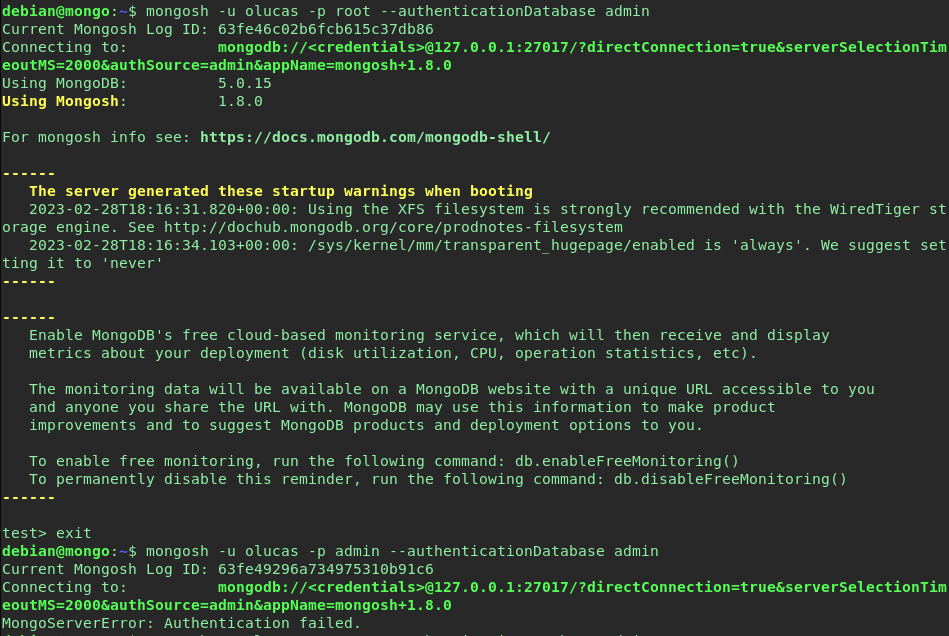 debian@mongo:~$ mongosh -u olucas -p root --authenticationDatabase admin
Current Mongosh Log ID: 63fe46c02b6fcb615c37db86
Connecting to:          mongodb://<credentials>@127.0.0.1:27017/?directConnection=true&serverSelectionTim
eoutMS=2000&authSource=admin&appName=mongosh+1.8.0
Using MongoDB:          5.0.15
Using Mongosh:          1.8.0
For mongosh info see: https://docs.mongodb.com/mongodb-shell/
------
   The server generated these startup warnings when booting
   2023-02-28T18:16:31.820+00:00: Using the XFS filesystem is strongly recommended with the WiredTiger st
orage engine. See http://dochub.mongodb.org/core/prodnotes-filesystem
   2023-02-28T18:16:34.103+00:00: /sys/kernel/mm/transparent_hugepage/enabled is 'always'. We suggest set
ting it to 'never'
------
------
   Enable MongoDB's free cloud-based monitoring service, which will then receive and display
   metrics about your deployment (disk utilization, CPU, operation statistics, etc).
   The monitoring data will be available on a MongoDB website with a unique URL accessible to you
   and anyone you share the URL with. MongoDB may use this information to make product
   improvements and to suggest MongoDB products and deployment options to you.
   To enable free monitoring, run the following command: db.enableFreeMonitoring()
   To permanently disable this reminder, run the following command: db.disableFreeMonitoring()
------
test> exit
debian@mongo:~$ mongosh -u olucas -p admin --authenticationDatabase admin
Current Mongosh Log ID: 63fe49296a734975310b91c6
Connecting to:          mongodb://<credentials>@127.0.0.1:27017/?directConnection=true&serverSelectionTim
eoutMS=2000&authSource=admin&appName=mongosh+1.8.0
MongoServerError: Authentication failed.